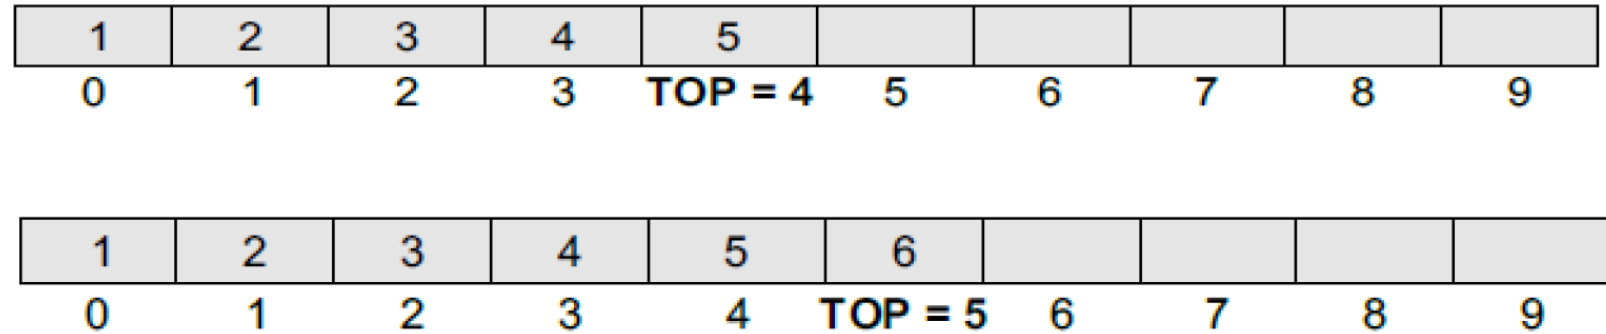 1 2 3 4 5
0 1 2 3 TOP = 4 5 6 7 8 9
1 2 3 4 5 6
0 1 2 3 4 TOP = 5 6 7 8 9